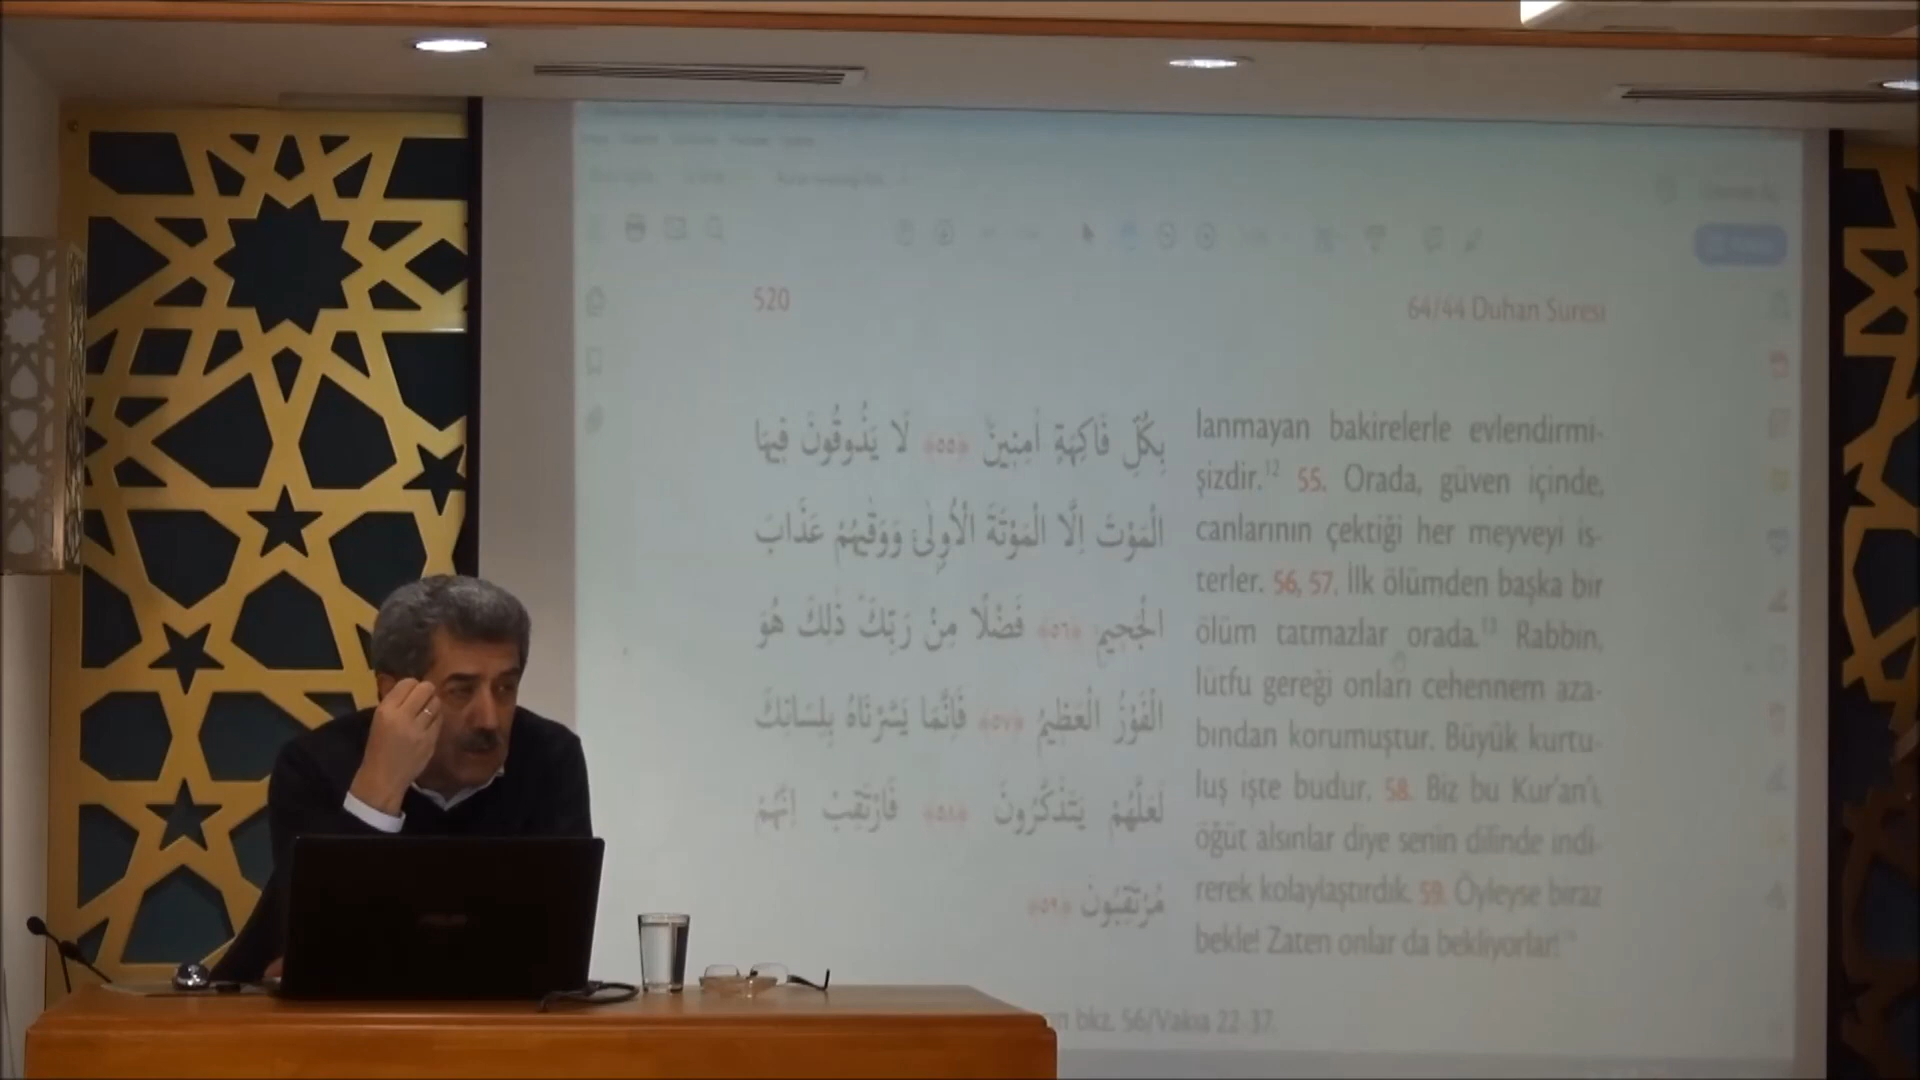 520
64/44 Duhan Suresi
بِكُلِّ فَاكِهَةٍ اٰمِنِينَۙ ﴿٥٥﴾ لَا يَذُوقُونَ فِيهَا
الْمَوْتَ اِلَّا الْمَوْتَةَ الْاُو۫لٰىۚ وَوَقٰيهُمْ عَذَابَ
الْجَحِيمِۙ ﴿٥٦﴾ فَضْلًا مِنْ رَبِّكَۜ ذٰلِكَ هُوَ
الْفَوْزُ الْعَظِيمُ ﴿٥٧﴾ فَاِنَّمَا يَسَّرْنَاهُ بِلِسَانِكَ
لَعَلَّهُمْ يَتَذَكَّرُونَ ﴿٥٨﴾ فَارْتَقِبْ اِنَّهُمْ
مُرْتَقِبُونَ ﴿٥٩﴾
lanmayan bakirelerle evlendirmi-
şizdir.12 55. Orada, güven içinde,
canlarının çektiği her meyveyi is-
terler. 56, 57. İlk ölümden başka bir
ölüm tatmazlar orada.13 Rabbin,
lütfu gereği onları cehennem aza-
bından korumuştur. Büyük kurtu-
luş işte budur. 58. Biz bu Kur'an'ı,
öğüt alsınlar diye senin dilinde indi-
rerek kolaylaştırdık. 59. Öyleyse biraz
bekle! Zaten onlar da bekliyorlar!
bkz. 56/Vakıa 22-37.